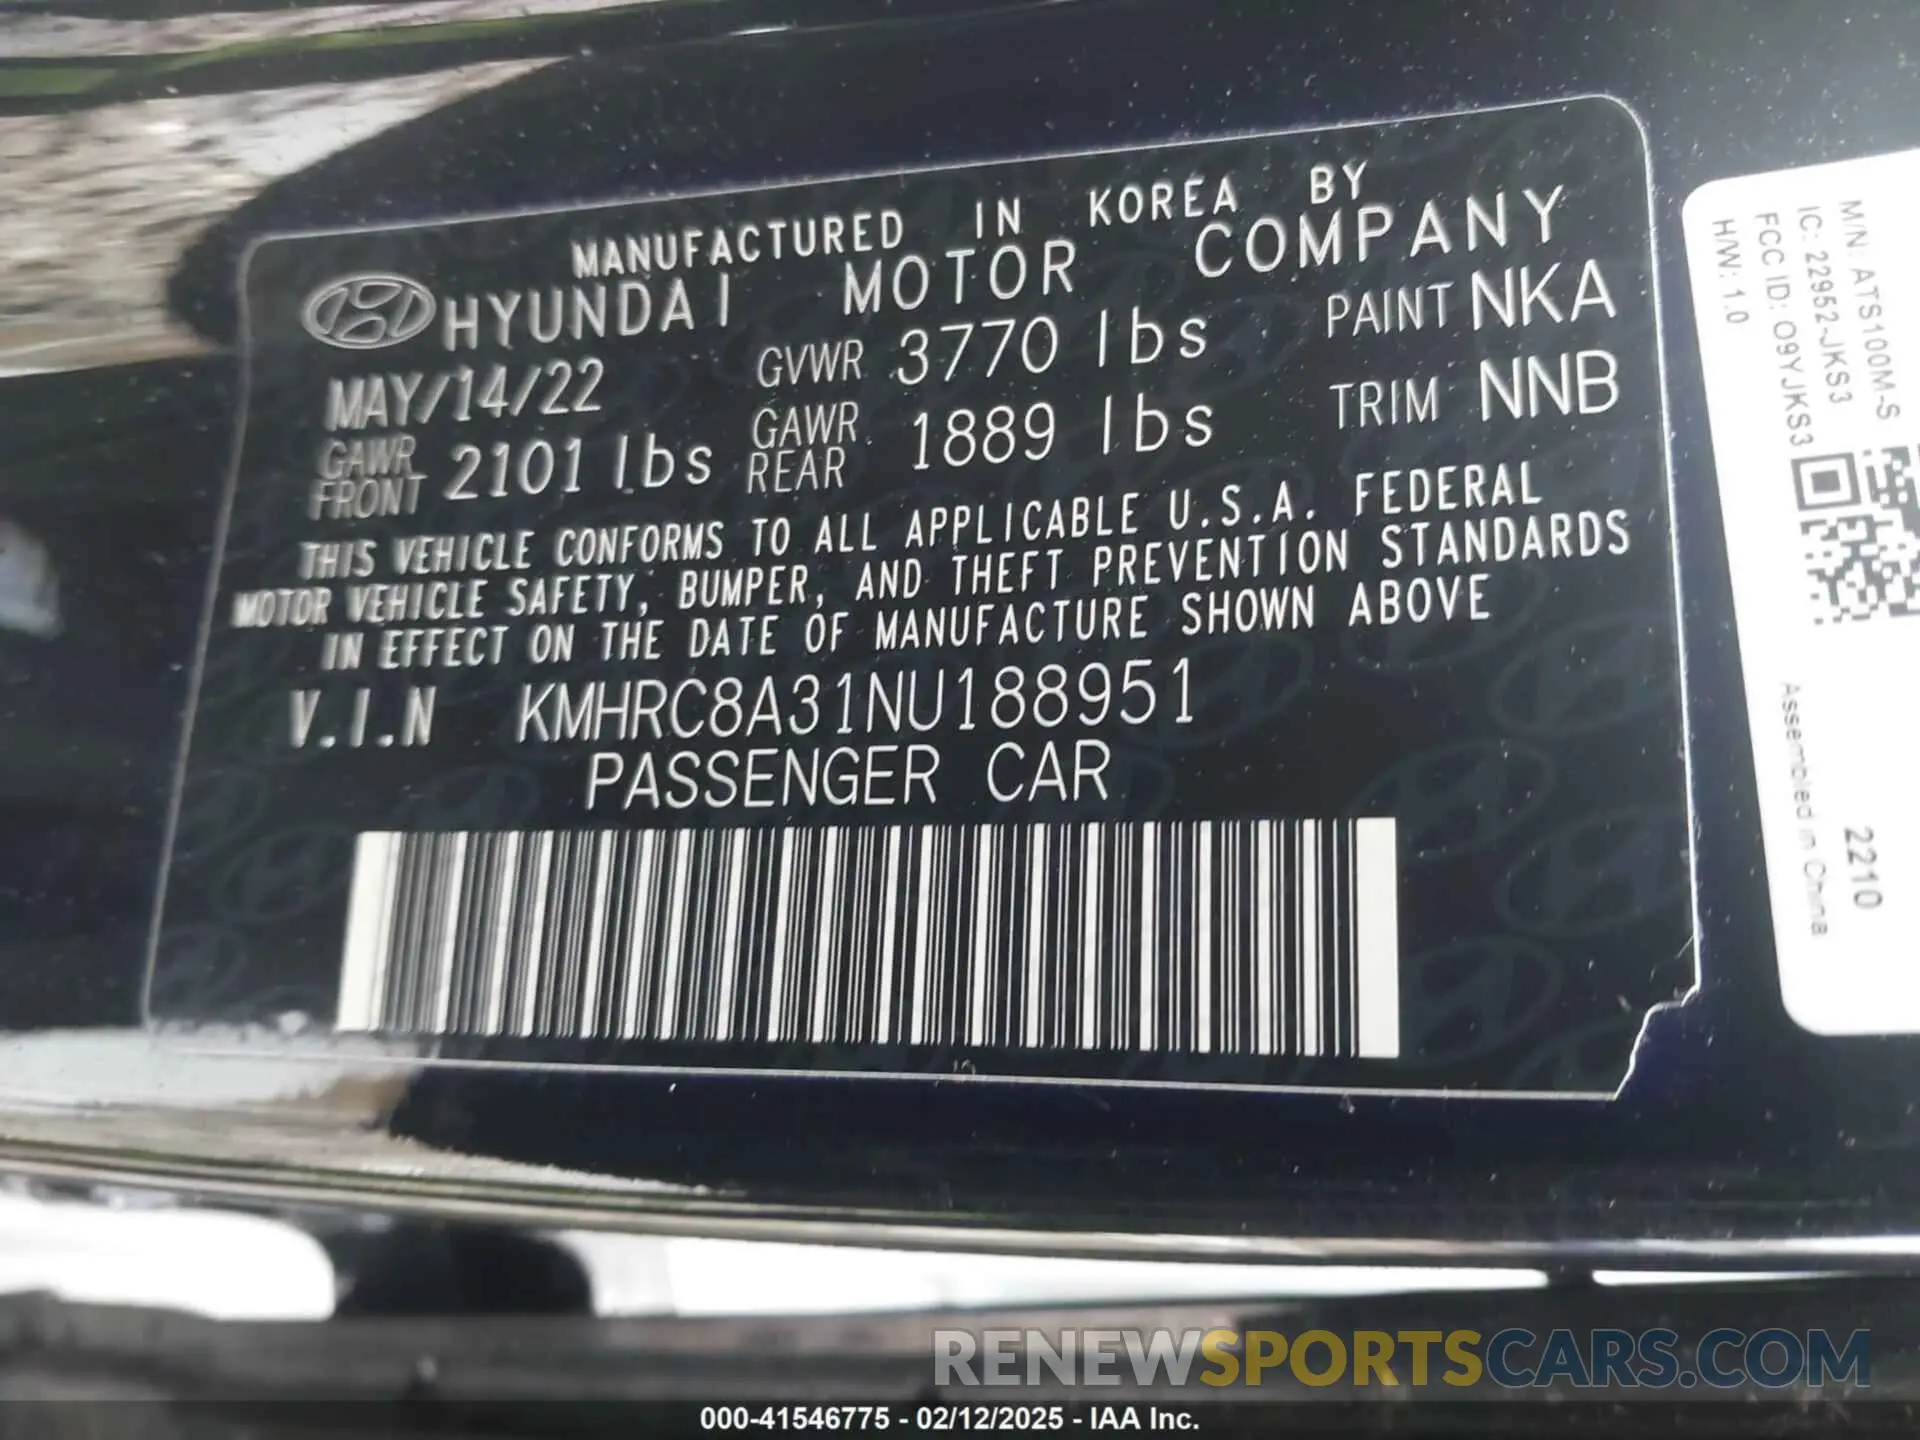 MANUFACTURED IN KOREA BY
HYUNDAI MOTOR COMPANY
MAY/14/22 GVWR 3770 lbs PAINT NKA
GAWR FRONT 2101 lbs GAWR REAR 1889 lbs TRIM NNB
THIS VEHICLE CONFORMS TO ALL APPLICABLE U.S.A. FEDERAL
MOTOR VEHICLE SAFETY, BUMPER, AND THEFT PREVENTION STANDARDS
IN EFFECT ON THE DATE OF MANUFACTURE SHOWN ABOVE
V.I.N KMHRC8A31NU188951
PASSENGER CAR
M/N: ATS100M-S
IC: 22952-JKS3
FCC ID: O9YJKS3
H/W: 1.0
2210
Assembled in China
RENEWSPORTSCARS.COM
000-41546775 - 02/12/2025 - IAA Inc.